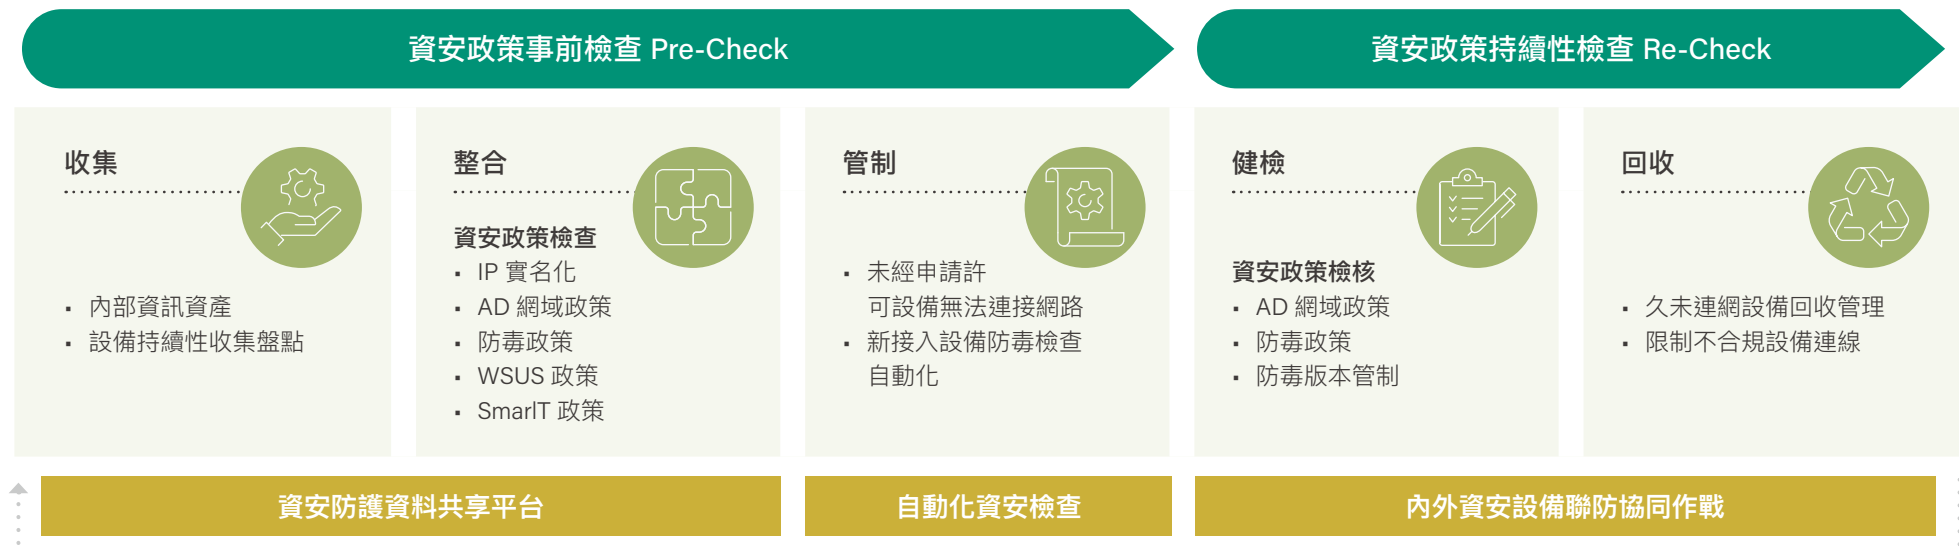 資安政策事前檢查 Pre-Check
資安政策持續性檢查 Re-Check
收集
▪ 內部資訊資產
▪ 設備持續性收集盤點
整合
資安政策檢查
▪ IP 實名化
▪ AD 網域政策
▪ 防毒政策
▪ WSUS 政策
▪ SmarIT 政策
管制
▪ 未經申請許
可設備無法連接網路
▪ 新接入設備防毒檢查
自動化
健檢
資安政策檢核
▪ AD 網域政策
▪ 防毒政策
▪ 防毒版本管制
回收
▪ 久未連網設備回收管理
▪ 限制不合規設備連線
資安防護資料共享平台
自動化資安檢查
內外資安設備聯防協同作戰